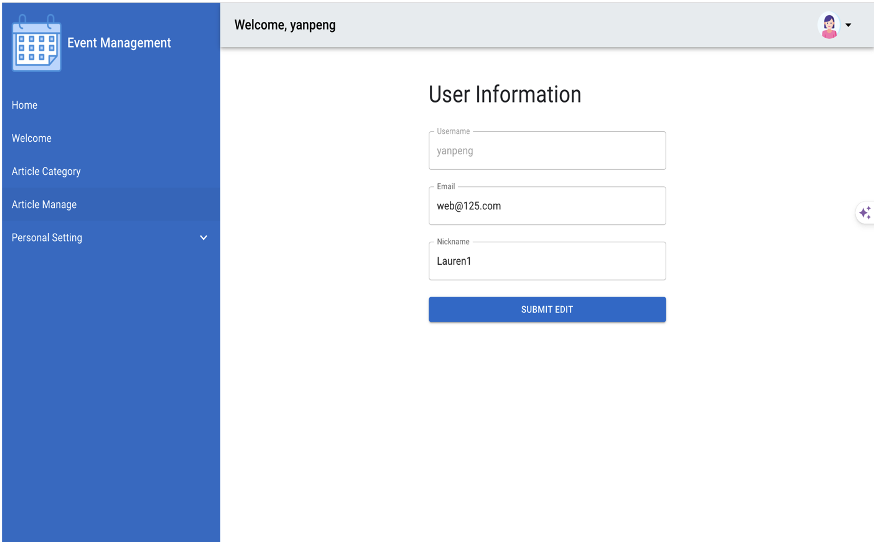 Event Management
Home
Welcome
Article Category
Article Manage
Personal Setting
Welcome, yanpeng
User Information
Username
yanpeng
Email
web@125.com
Nickname
Lauren1
SUBMIT EDIT